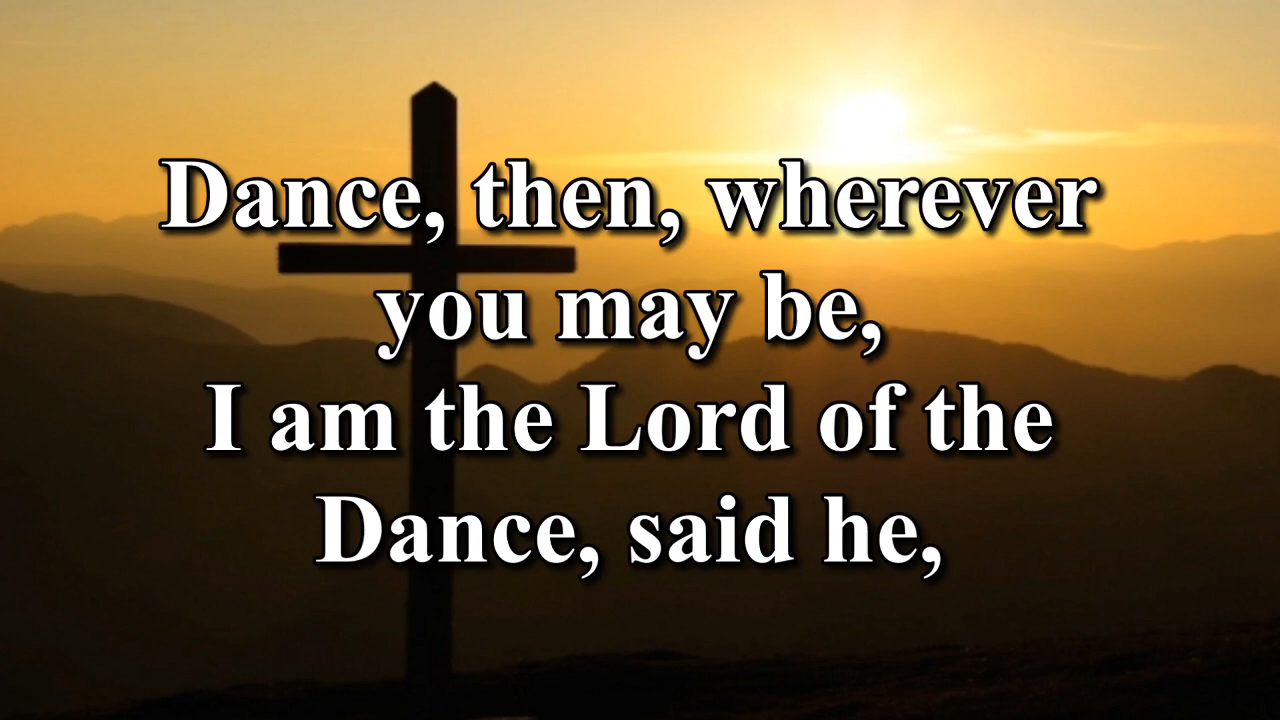 Dance, then, wherever
you may be,
I am the Lord of the
Dance, said he,